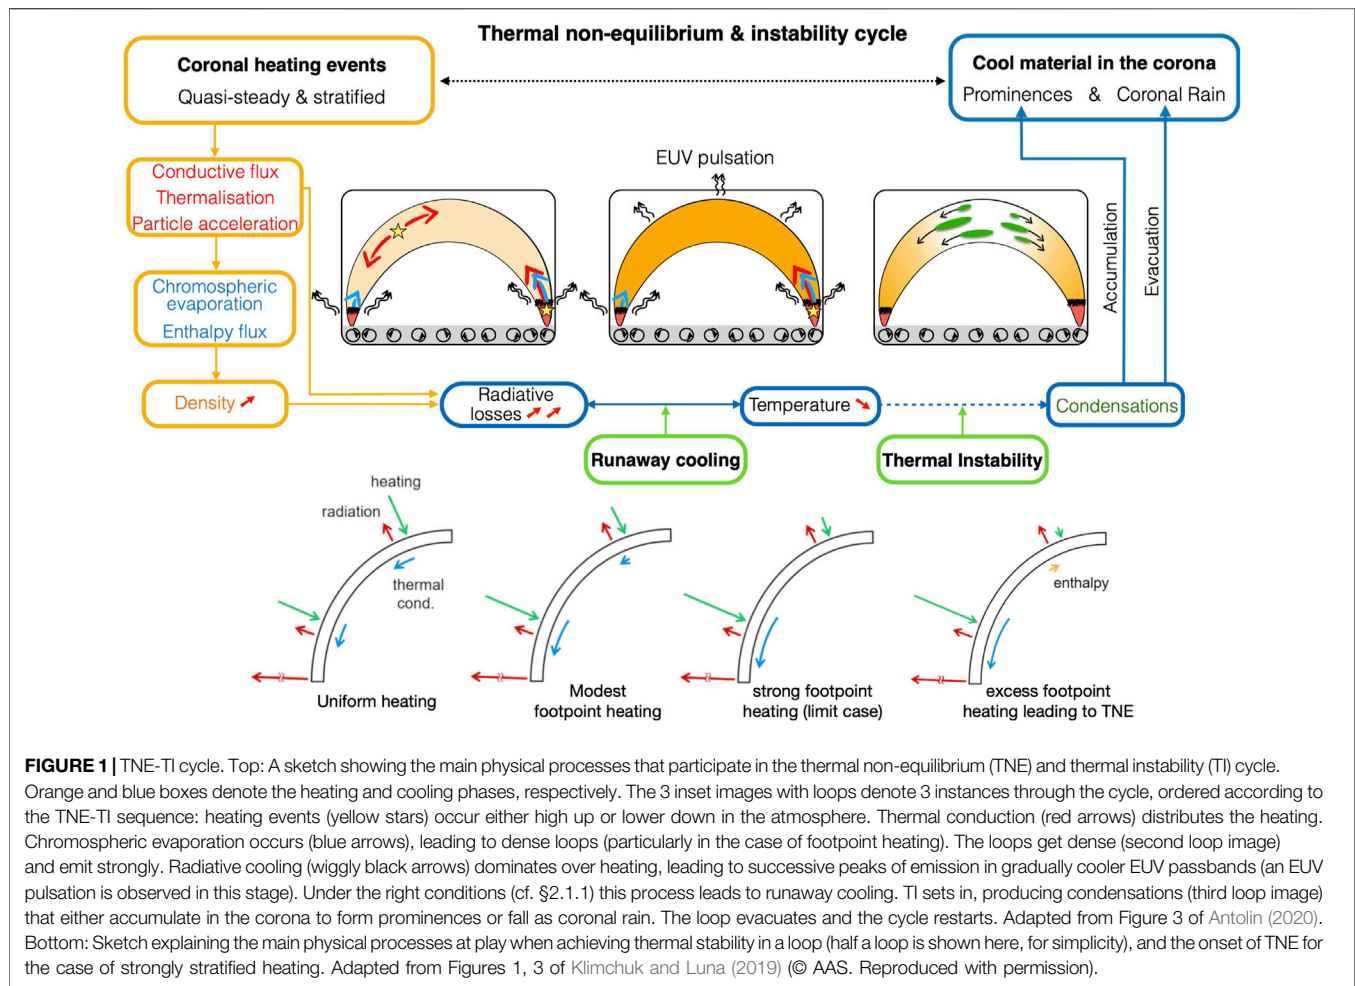 Thermal non-equilibrium & instability cycle
Coronal heating events
Quasi-steady & stratified
Cool material in the corona
Prominences & Coronal Rain
Conductive flux
Thermalisation
Particle acceleration
EUV pulsation
Accumulation
Evacuation
Chromospheric
evaporation
Enthalpy flux
Density
Radiative
losses
Temperature
Condensations
Runaway cooling
Thermal Instability
heating
radiation
thermal
cond.
enthalpy
Uniform heating
Modest
footpoint heating
strong footpoint
heating (limit case)
excess footpoint
heating leading to TNE
FIGURE 1 | TNE-TI cycle. Top: A sketch showing the main physical processes that participate in the thermal non-equilibrium (TNE) and thermal instability (TI) cycle.
Orange and blue boxes denote the heating and cooling phases, respectively. The 3 inset images with loops denote 3 instances through the cycle, ordered according to
the TNE-TI sequence: heating events (yellow stars) occur either high up or lower down in the atmosphere. Thermal conduction (red arrows) distributes the heating.
Chromospheric evaporation occurs (blue arrows), leading to dense loops (particularly in the case of footpoint heating). The loops get dense (second loop image)
and emit strongly. Radiative cooling (wiggly black arrows) dominates over heating, leading to successive peaks of emission in gradually cooler EUV passbands (an EUV
pulsation is observed in this stage). Under the right conditions (cf. §2.1.1) this process leads to runaway cooling. TI sets in, producing condensations (third loop image)
that either accumulate in the corona to form prominences or fall as coronal rain. The loop evacuates and the cycle restarts. Adapted from Figure 3 of Antolin (2020).
Bottom: Sketch explaining the main physical processes at play when achieving thermal stability in a loop (half a loop is shown here, for simplicity), and the onset of TNE for
the case of strongly stratified heating. Adapted from Figures 1, 3 of Klimchuk and Luna (2019) (© AAS. Reproduced with permission).